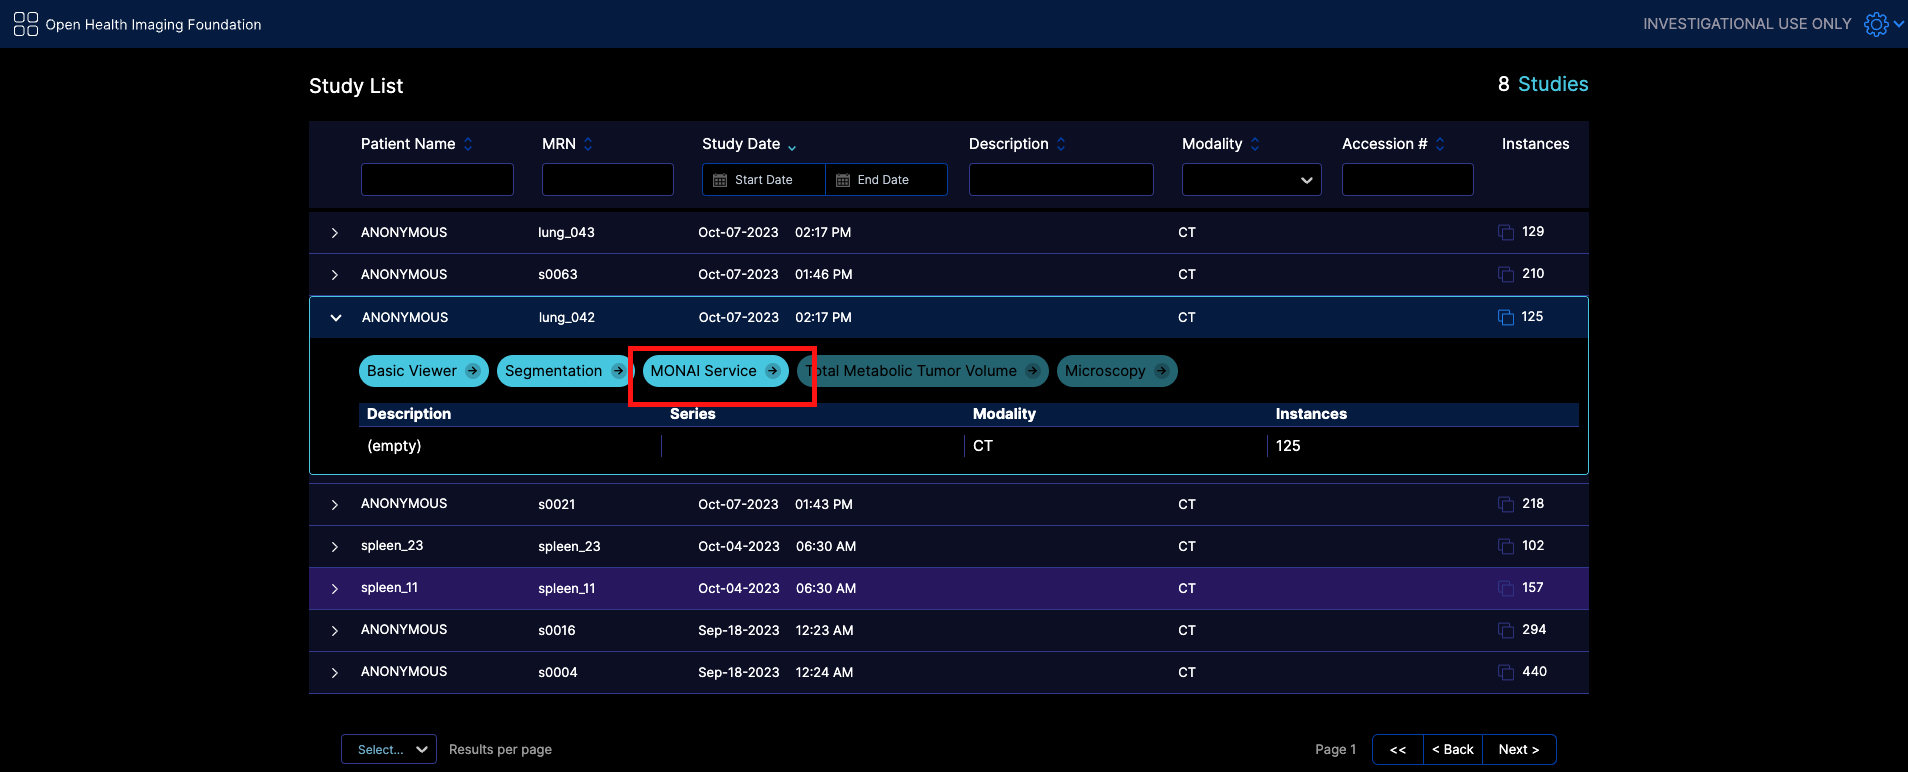 Open Health Imaging Foundation
INVESTIGATIONAL USE ONLY
Study List
8 Studies
Patient Name MRN Study Date Description Modality Accession # Instances
Start Date End Date
ANONYMOUS lung_043 Oct-07-2023 02:17 PM CT 129
ANONYMOUS s0063 Oct-07-2023 01:46 PM CT 210
ANONYMOUS lung_042 Oct-07-2023 02:17 PM CT 125
Basic Viewer Segmentation MONAI Service Total Metabolic Tumor Volume Microscopy
Description Series Modality Instances
(empty) CT 125
ANONYMOUS s0021 Oct-07-2023 01:43 PM CT 218
spleen_23 spleen_23 Oct-04-2023 06:30 AM CT 102
spleen_11 spleen_11 Oct-04-2023 06:30 AM CT 157
ANONYMOUS s0016 Sep-18-2023 12:23 AM CT 294
ANONYMOUS s0004 Sep-18-2023 12:24 AM CT 440
Select... Results per page Page 1 << < Back Next >